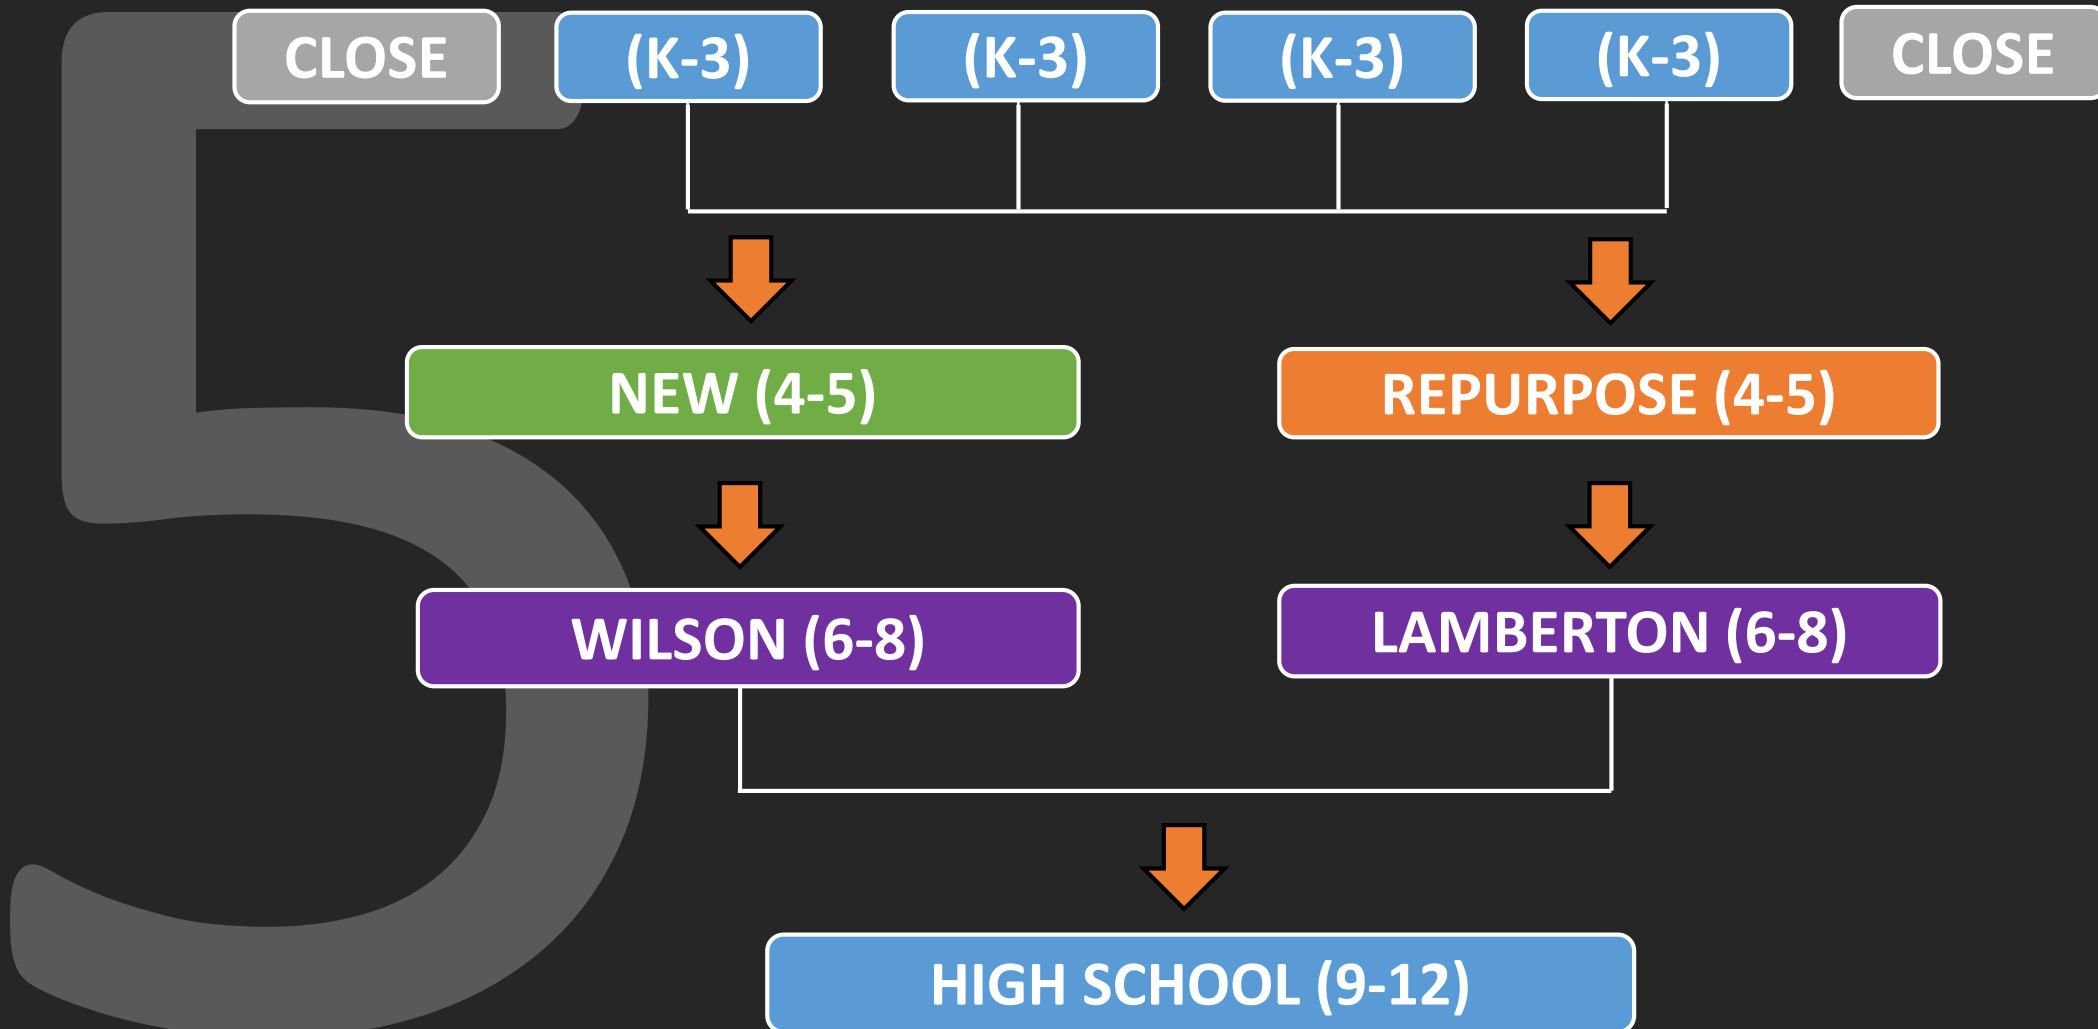 5
CLOSE
(K-3)
(K-3)
(K-3)
(K-3)
CLOSE
NEW (4-5)
REPURPOSE (4-5)
WILSON (6-8)
LAMBERTON (6-8)
HIGH SCHOOL (9-12)